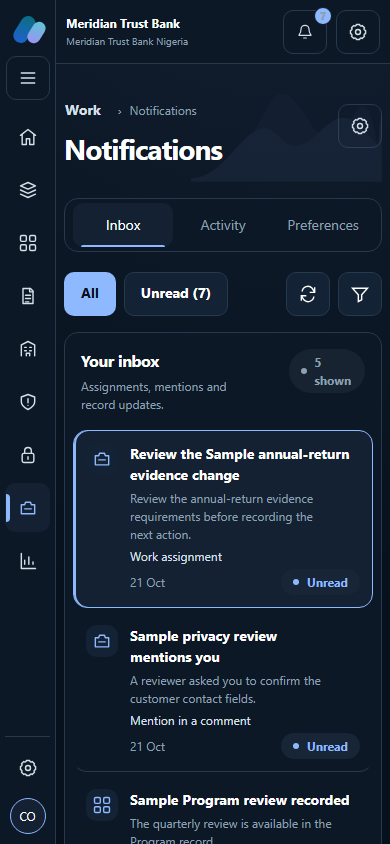 Meridian Trust Bank
Meridian Trust Bank Nigeria
7
Work › Notifications
Notifications
Inbox Activity Preferences
All Unread (7)
Your inbox
5 shown
Assignments, mentions and
record updates.
Review the Sample annual-return
evidence change
Review the annual-return evidence
requirements before recording the
next action.
Work assignment
21 Oct Unread
Sample privacy review
mentions you
A reviewer asked you to confirm the
customer contact fields.
Mention in a comment
21 Oct Unread
Sample Program review recorded
The quarterly review is available in the
Program record.
CO